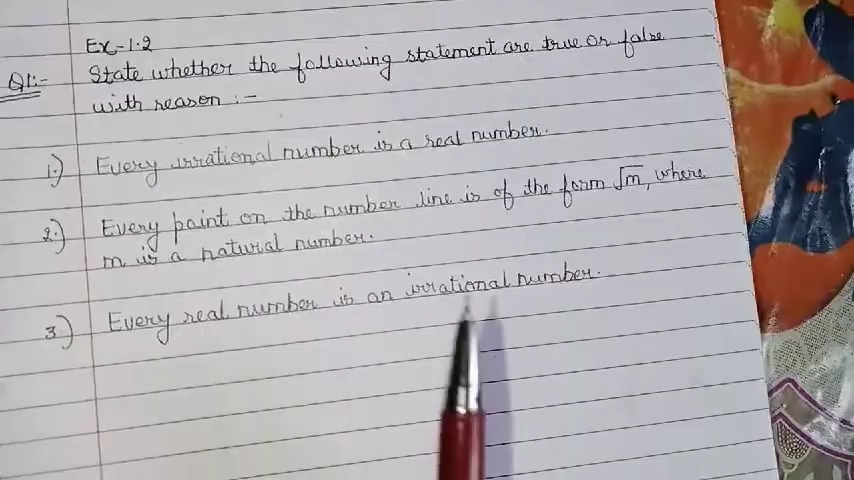 Ex-1.2
Q1:- State whether the following statement are true or false
with reason :-
1.) Every irrational number is a real number.
2.) Every point on the number line is of the form √m, where
m is a natural number.
3.) Every real number is an irrational number.